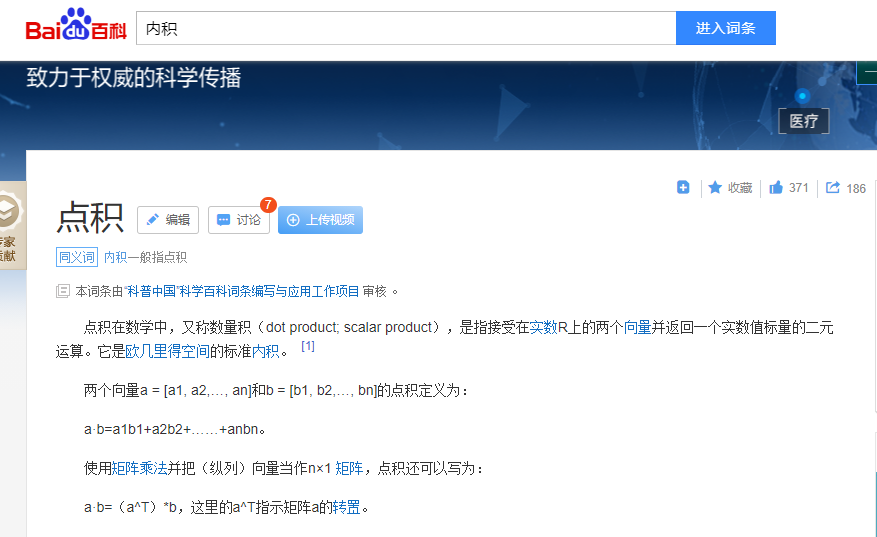 Bai du 百科
内积
进入词条
致力于权威的科学传播
医疗
收藏
371
186
点积
编辑
讨论
7
上传视频
同义词 内积一般指点积
本词条由“科普中国”科学百科词条编写与应用工作项目 审核 。
点积在数学中，又称数量积（dot product; scalar product），是指接受在实数R上的两个向量并返回一个实数值标量的二元
运算。它是欧几里得空间的标准内积。 [1]
两个向量a = [a1, a2,…, an]和b = [b1, b2,…, bn]的点积定义为：
a·b=a1b1+a2b2+……+anbn。
使用矩阵乘法并把（纵列）向量当作n×1 矩阵，点积还可以写为：
a·b=（a^T）*b，这里的a^T指示矩阵a的转置。